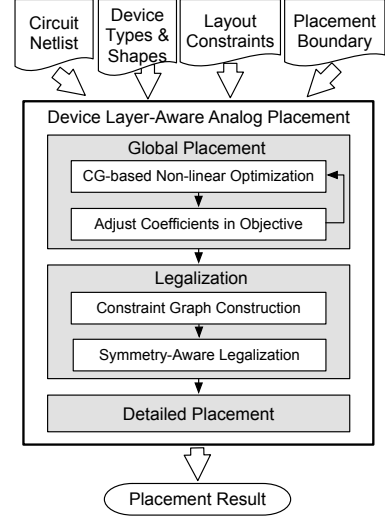 Circuit
Netlist
Device
Types &
Shapes
Layout
Constraints
Placement
Boundary
Device Layer-Aware Analog Placement
Global Placement
CG-based Non-linear Optimization
Adjust Coefficients in Objective
Legalization
Constraint Graph Construction
Symmetry-Aware Legalization
Detailed Placement
Placement Result